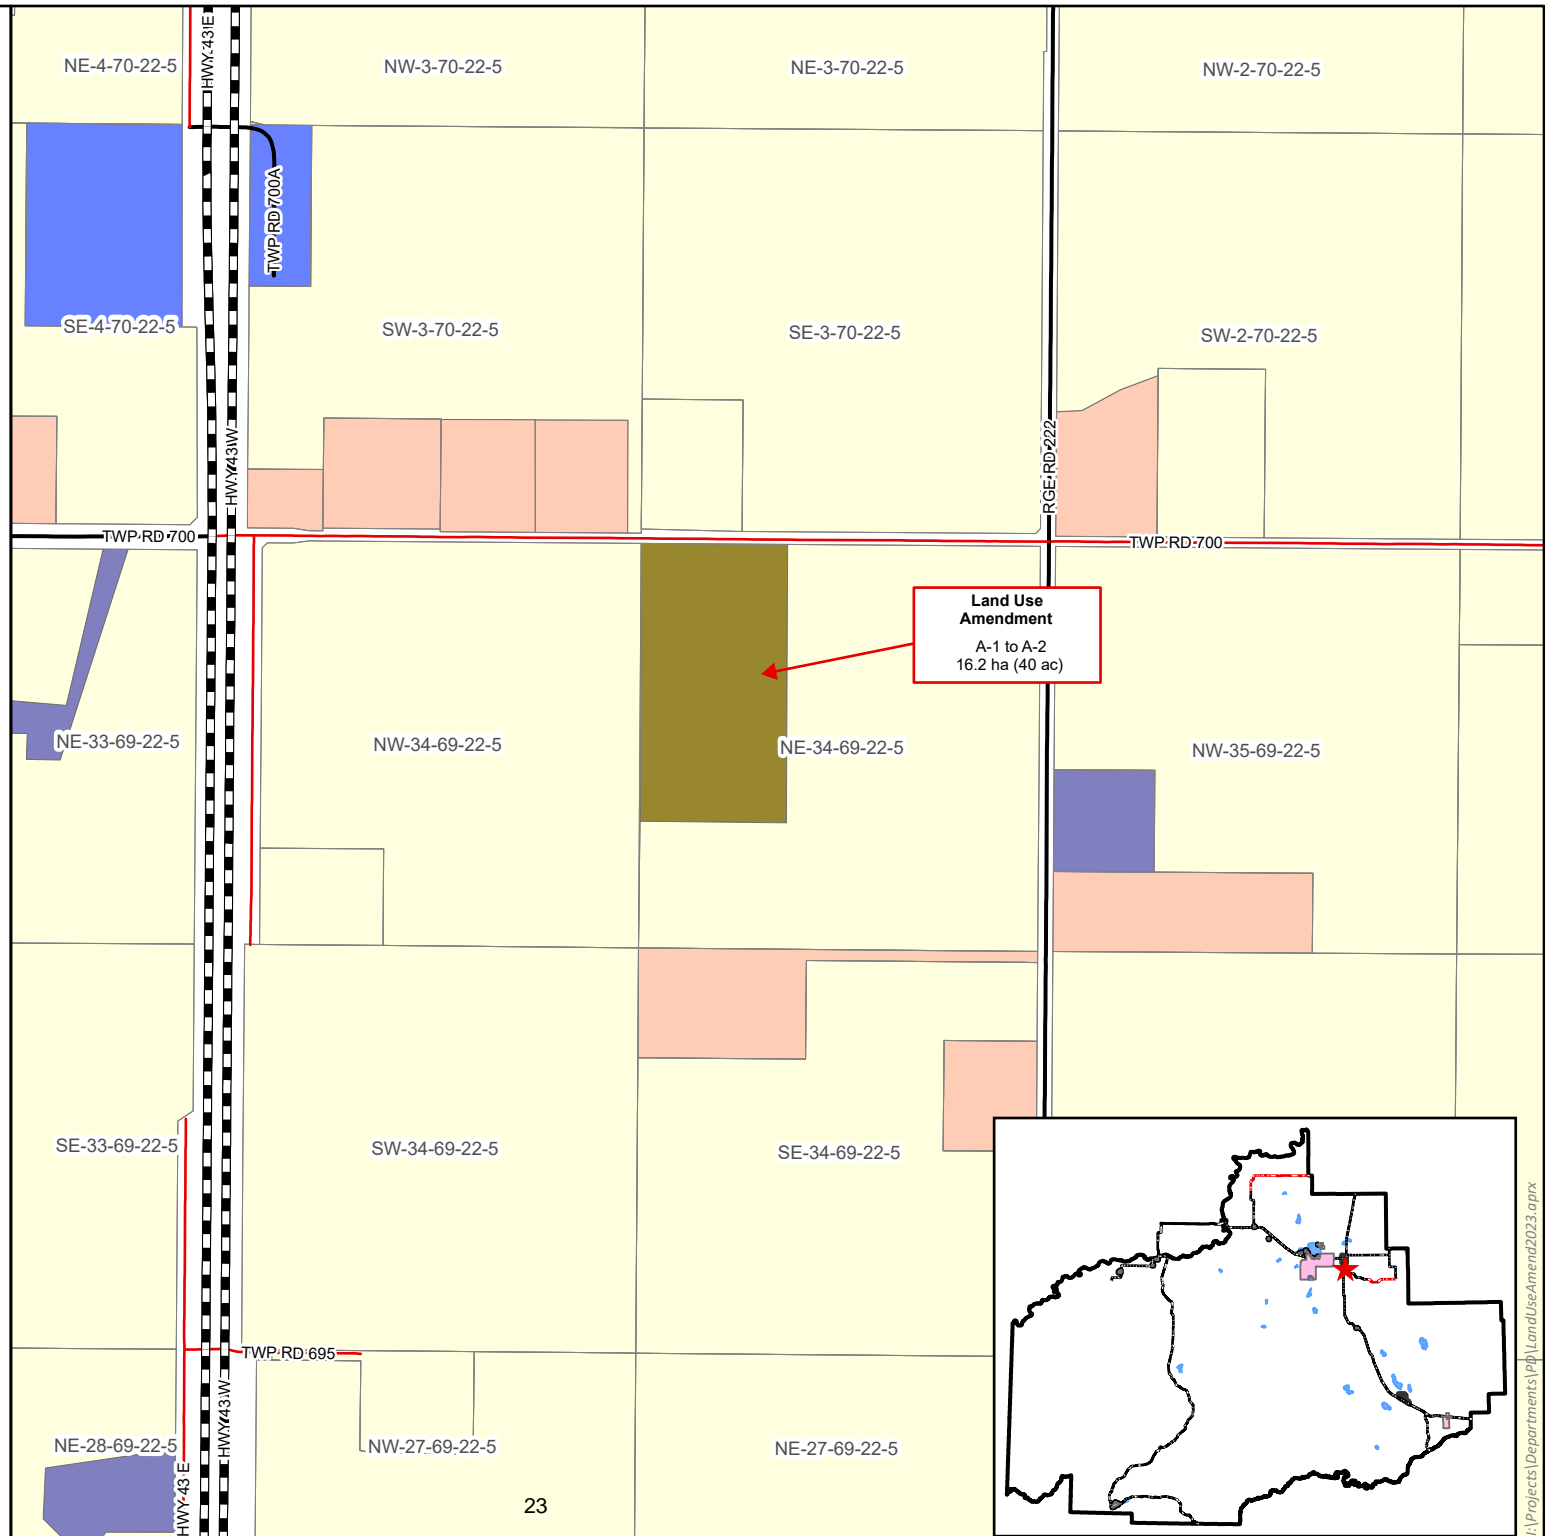 HWY 43 E
NE-4-70-22-5
NW-3-70-22-5
NE-3-70-22-5
NW-2-70-22-5
TWP RD 700A
SE-4-70-22-5
SW-3-70-22-5
SE-3-70-22-5
SW-2-70-22-5
HWY 43 W
RGE RD 222
TWP RD 700
TWP RD 700
Land Use
Amendment
A-1 to A-2
16.2 ha (40 ac)
NE-33-69-22-5
NW-34-69-22-5
NE-34-69-22-5
NW-35-69-22-5
SE-33-69-22-5
SW-34-69-22-5
SE-34-69-22-5
TWP RD 695
HWY 43 W
NE-28-69-22-5
NW-27-69-22-5
NE-27-69-22-5
HWY 43 E
23
I:\Projects\Departments\PD\LandUseAmend2023.aprx